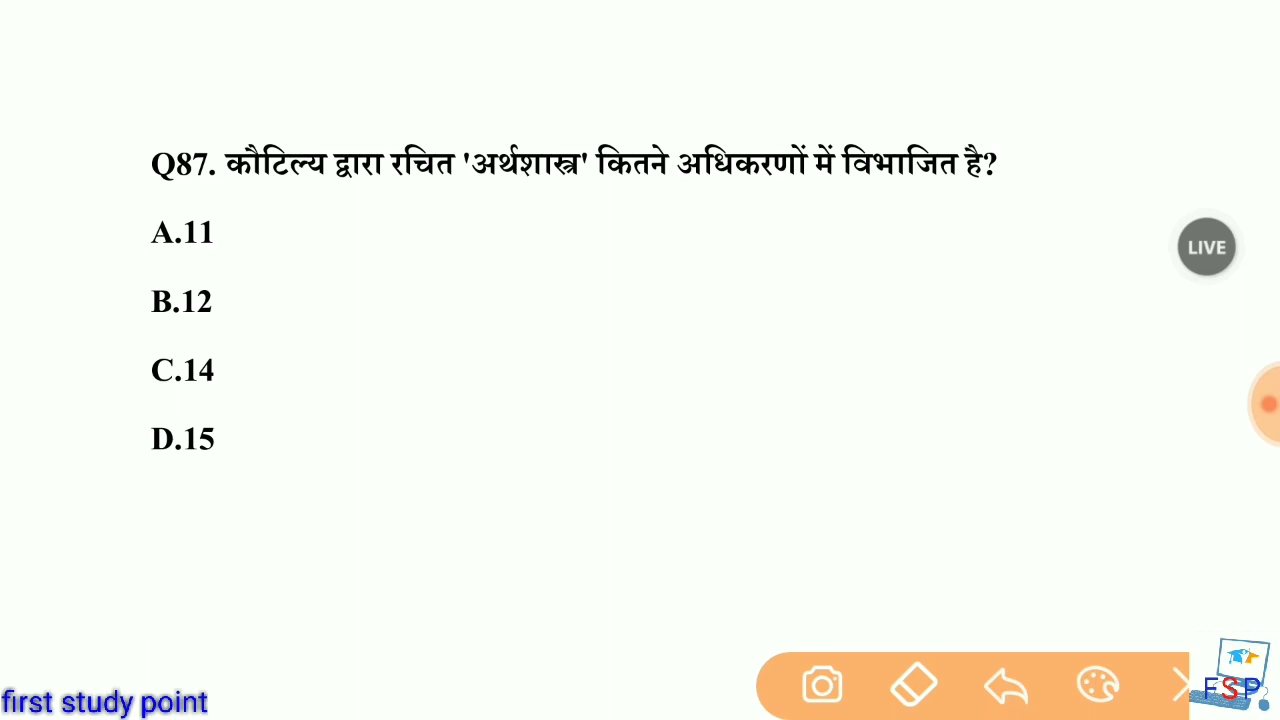 Q87. कौटिल्य द्वारा रचित 'अर्थशास्त्र' कितने अधिकरणों में विभाजित है?
A.11
LIVE
B.12
C.14
D.15
first study point
FSP